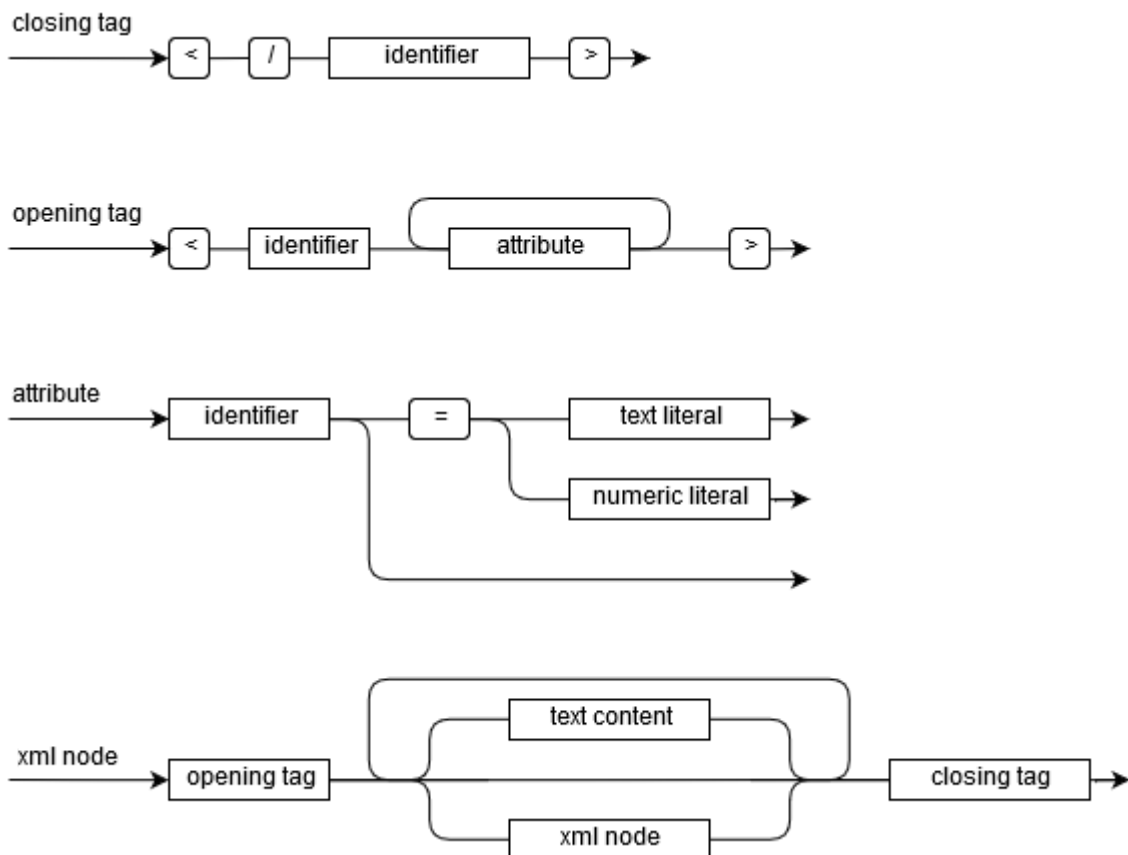 closing tag
< / identifier >
opening tag
< identifier attribute >
attribute
identifier = text literal
numeric literal
text content
xml node
opening tag closing tag
xml node